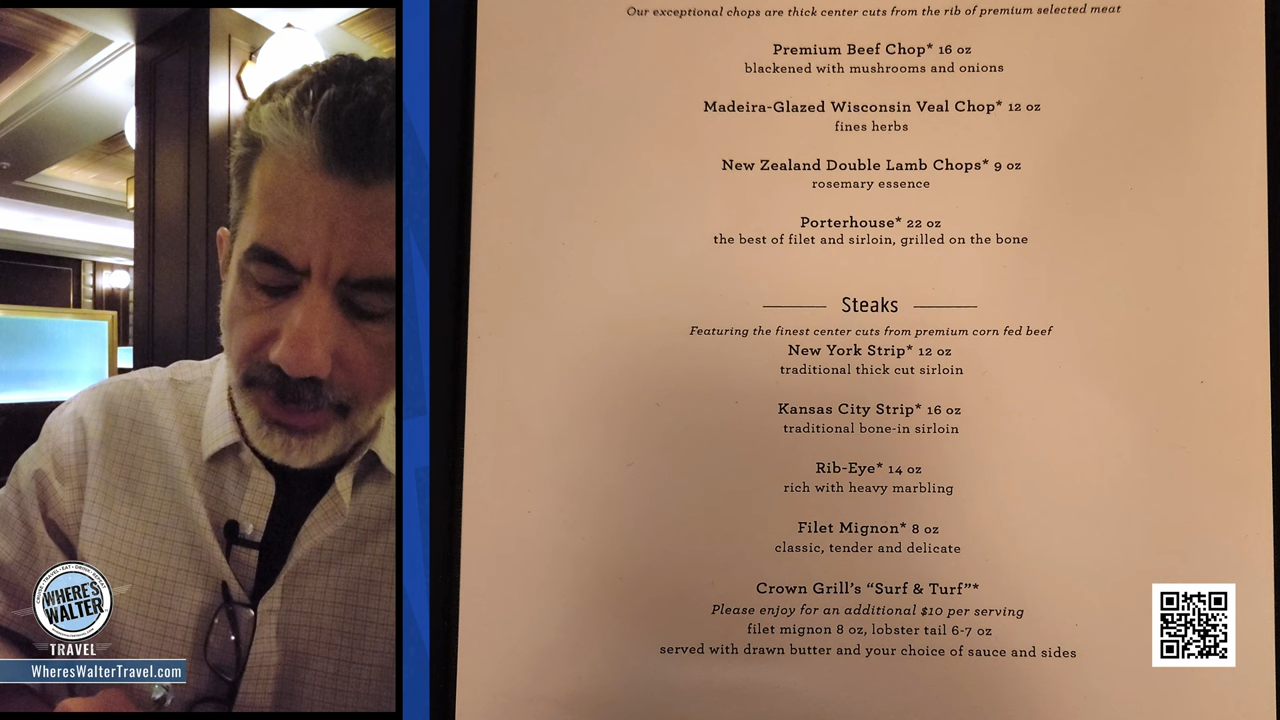 Our exceptional chops are thick center cuts from the rib of premium selected meat
Premium Beef Chop* 16 oz
blackened with mushrooms and onions
Madeira-Glazed Wisconsin Veal Chop* 12 oz
fines herbs
New Zealand Double Lamb Chops* 9 oz
rosemary essence
Porterhouse* 22 oz
the best of filet and sirloin, grilled on the bone
Steaks
Featuring the finest center cuts from premium corn fed beef
New York Strip* 12 oz
traditional thick cut sirloin
Kansas City Strip* 16 oz
traditional bone-in sirloin
Rib-Eye* 14 oz
rich with heavy marbling
Filet Mignon* 8 oz
classic, tender and delicate
Crown Grill's "Surf & Turf"*
Please enjoy for an additional $10 per serving
filet mignon 8 oz, lobster tail 6-7 oz
served with drawn butter and your choice of sauce and sides
WHERE'S
WALTER
TRAVEL
WheresWalterTravel.com